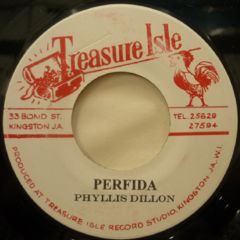 Treasure Isle
33 BOND ST.
KINGSTON JA.
TEL. 25629
27594
PERFIDA
PHYLLIS DILLON
PRODUCED AT TREASURE ISLE RECORD STUDIO, KINGSTON JA. W.I.